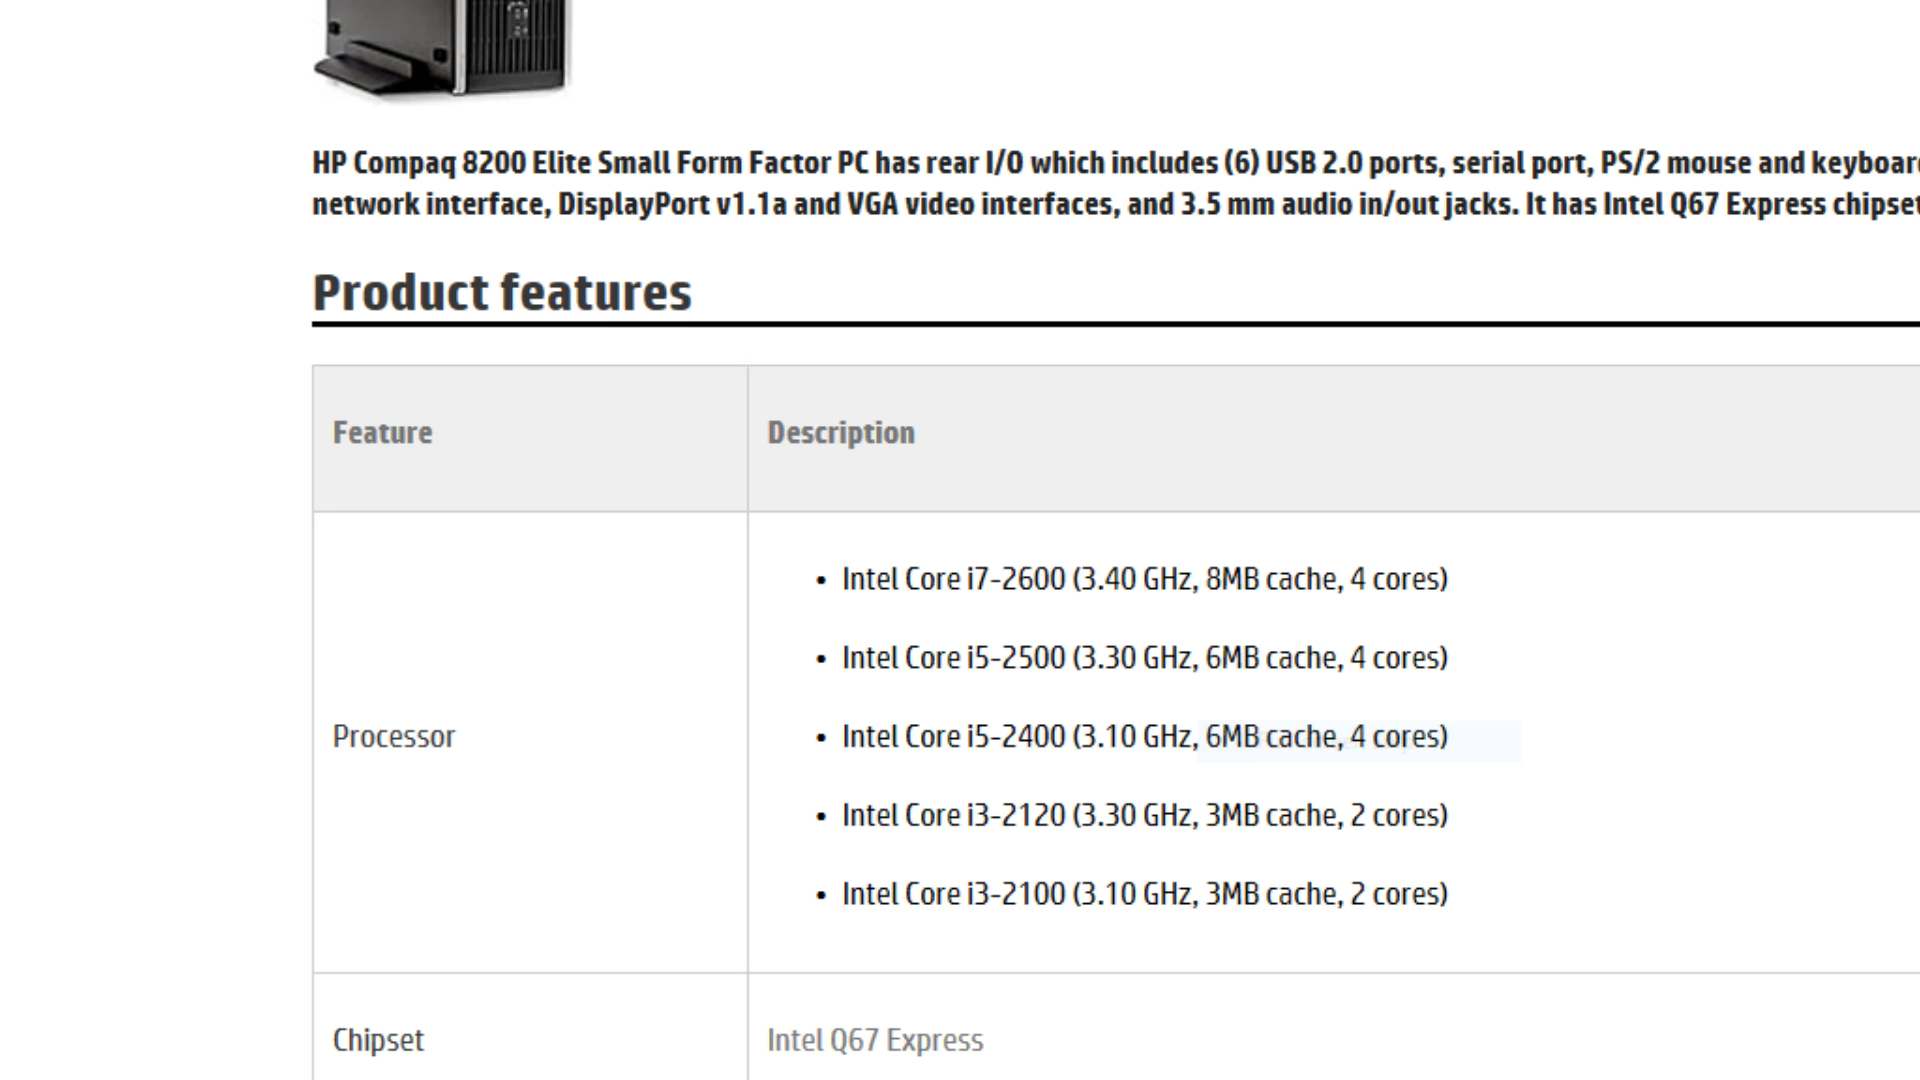 HP Compaq 8200 Elite Small Form Factor PC has rear I/O which includes (6) USB 2.0 ports, serial port, PS/2 mouse and
network interface, DisplayPort v1.1a and VGA video interfaces, and 3.5 mm audio in/out jacks. It has Intel Q67 Express
Product features
Feature
Description
Processor
• Intel Core i7-2600 (3.40 GHz, 8MB cache, 4 cores)
• Intel Core i5-2500 (3.30 GHz, 6MB cache, 4 cores)
• Intel Core i5-2400 (3.10 GHz, 6MB cache, 4 cores)
• Intel Core i3-2120 (3.30 GHz, 3MB cache, 2 cores)
• Intel Core i3-2100 (3.10 GHz, 3MB cache, 2 cores)
Chipset
Intel Q67 Express